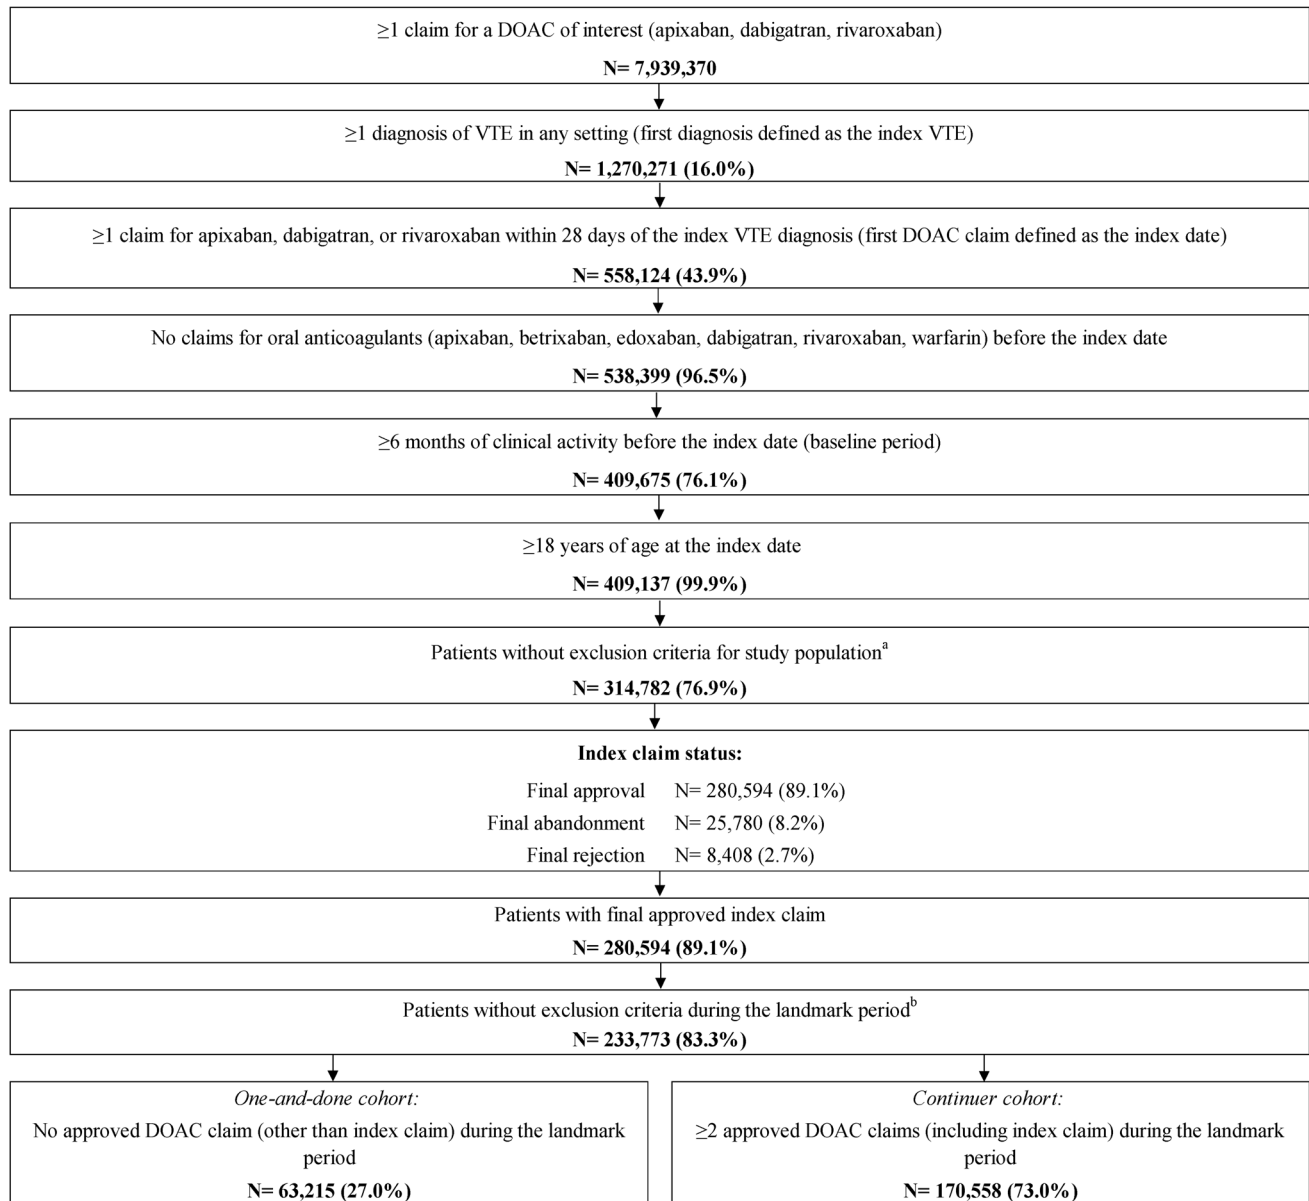 ≥1 claim for a DOAC of interest (apixaban, dabigatran, rivaroxaban)
N= 7,939,370
≥1 diagnosis of VTE in any setting (first diagnosis defined as the index VTE)
N= 1,270,271 (16.0%)
≥1 claim for apixaban, dabigatran, or rivaroxaban within 28 days of the index VTE diagnosis (first DOAC claim defined as the index date)
N= 558,124 (43.9%)
No claims for oral anticoagulants (apixaban, betrixaban, edoxaban, dabigatran, rivaroxaban, warfarin) before the index date
N= 538,399 (96.5%)
≥6 months of clinical activity before the index date (baseline period)
N= 409,675 (76.1%)
≥18 years of age at the index date
N= 409,137 (99.9%)
Patients without exclusion criteria for study populationᵃ
N= 314,782 (76.9%)
Index claim status:
Final approval N= 280,594 (89.1%)
Final abandonment N= 25,780 (8.2%)
Final rejection N= 8,408 (2.7%)
Patients with final approved index claim
N= 280,594 (89.1%)
Patients without exclusion criteria during the landmark periodᵇ
N= 233,773 (83.3%)
One-and-done cohort:
No approved DOAC claim (other than index claim) during the landmark
period
N= 63,215 (27.0%)
Continuer cohort:
≥2 approved DOAC claims (including index claim) during the landmark
period
N= 170,558 (73.0%)